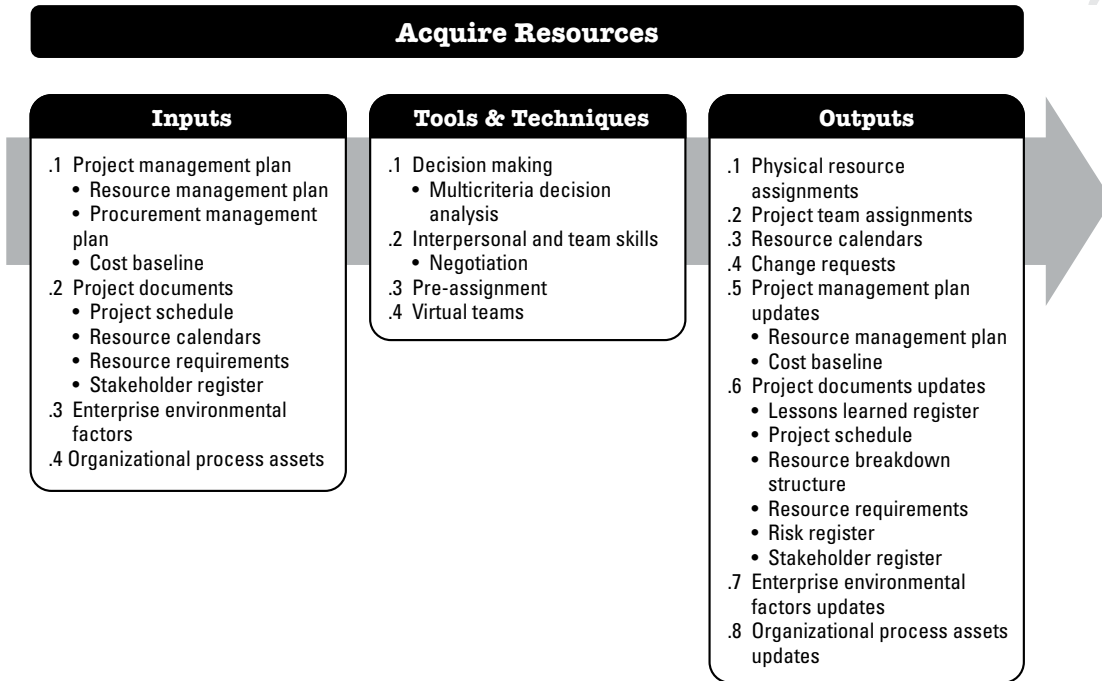 Acquire Resources
Inputs
.1 Project management plan
• Resource management plan
• Procurement management
plan
• Cost baseline
.2 Project documents
• Project schedule
• Resource calendars
• Resource requirements
• Stakeholder register
.3 Enterprise environmental
factors
.4 Organizational process assets
Tools & Techniques
.1 Decision making
• Multicriteria decision
analysis
.2 Interpersonal and team skills
• Negotiation
.3 Pre-assignment
.4 Virtual teams
Outputs
.1 Physical resource
assignments
.2 Project team assignments
.3 Resource calendars
.4 Change requests
.5 Project management plan
updates
• Resource management plan
• Cost baseline
.6 Project documents updates
• Lessons learned register
• Project schedule
• Resource breakdown
structure
• Resource requirements
• Risk register
• Stakeholder register
.7 Enterprise environmental
factors updates
.8 Organizational process assets
updates